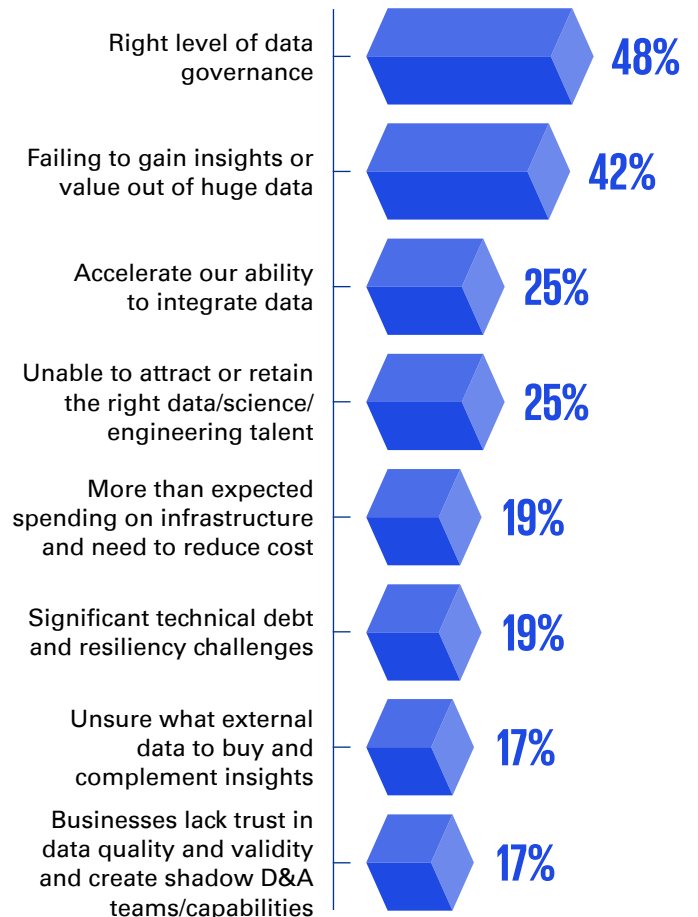 Right level of data
governance
48%
Failing to gain insights or
value out of huge data
42%
Accelerate our ability
to integrate data
25%
Unable to attract or retain
the right data/science/
engineering talent
25%
More than expected
spending on infrastructure
and need to reduce cost
19%
Significant technical debt
and resiliency challenges
19%
Unsure what external
data to buy and
complement insights
17%
Businesses lack trust in
data quality and validity
and create shadow D&A
teams/capabilities
17%